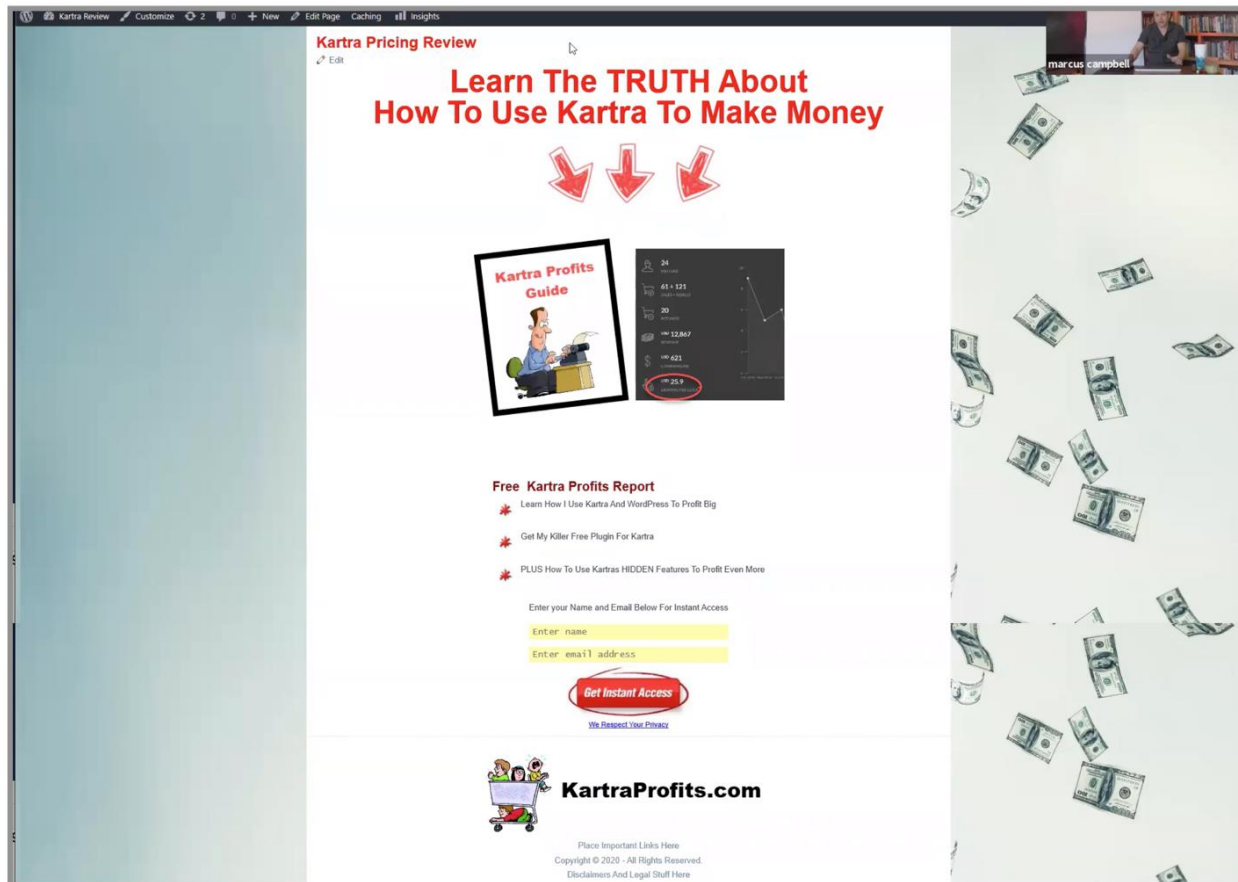 Kartra Review Customize 2 0 New Edit Page Caching Insights
marcus campbell
Kartra Pricing Review
Edit
Learn The TRUTH About
How To Use Kartra To Make Money
Kartra Profits
Guide
24
61 + 121
20
USD 12,867
USD 621
USD 25.9
Free Kartra Profits Report
Learn How I Use Kartra And WordPress To Profit Big
Get My Killer Free Plugin For Kartra
PLUS How To Use Kartras HIDDEN Features To Profit Even More
Enter your Name and Email Below For Instant Access
Enter name
Enter email address
Get Instant Access
We Respect Your Privacy
KartraProfits.com
Place Important Links Here
Copyright © 2020 - All Rights Reserved.
Disclaimers And Legal Stuff Here